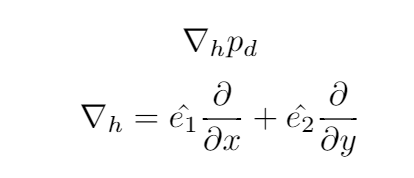 ∇ₕp_d
∇ₕ = ê₁ ∂/∂x + ê₂ ∂/∂y